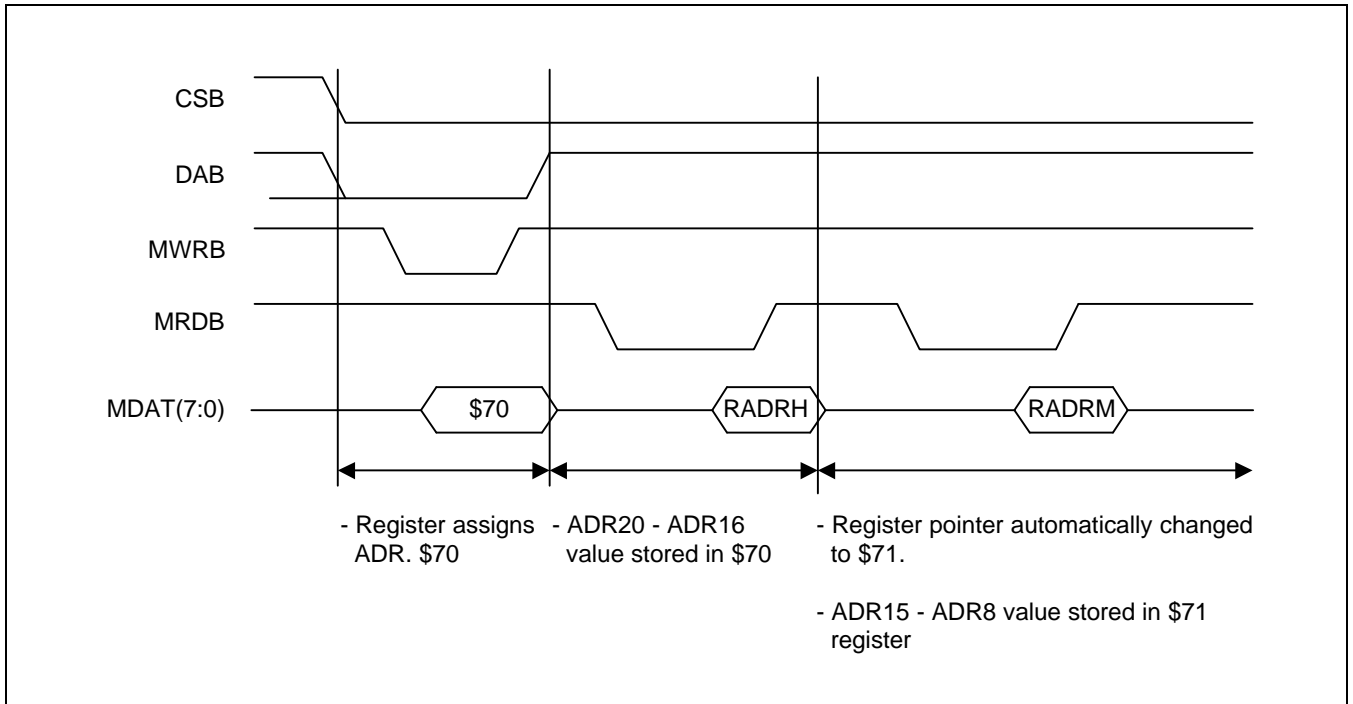 CSB
DAB
MWRB
MRDB
MDAT(7:0)
$70
RADRH
RADRM
- Register assigns
ADR. $70
- ADR20 - ADR16
value stored in $70
- Register pointer automatically changed
to $71.
- ADR15 - ADR8 value stored in $71
register